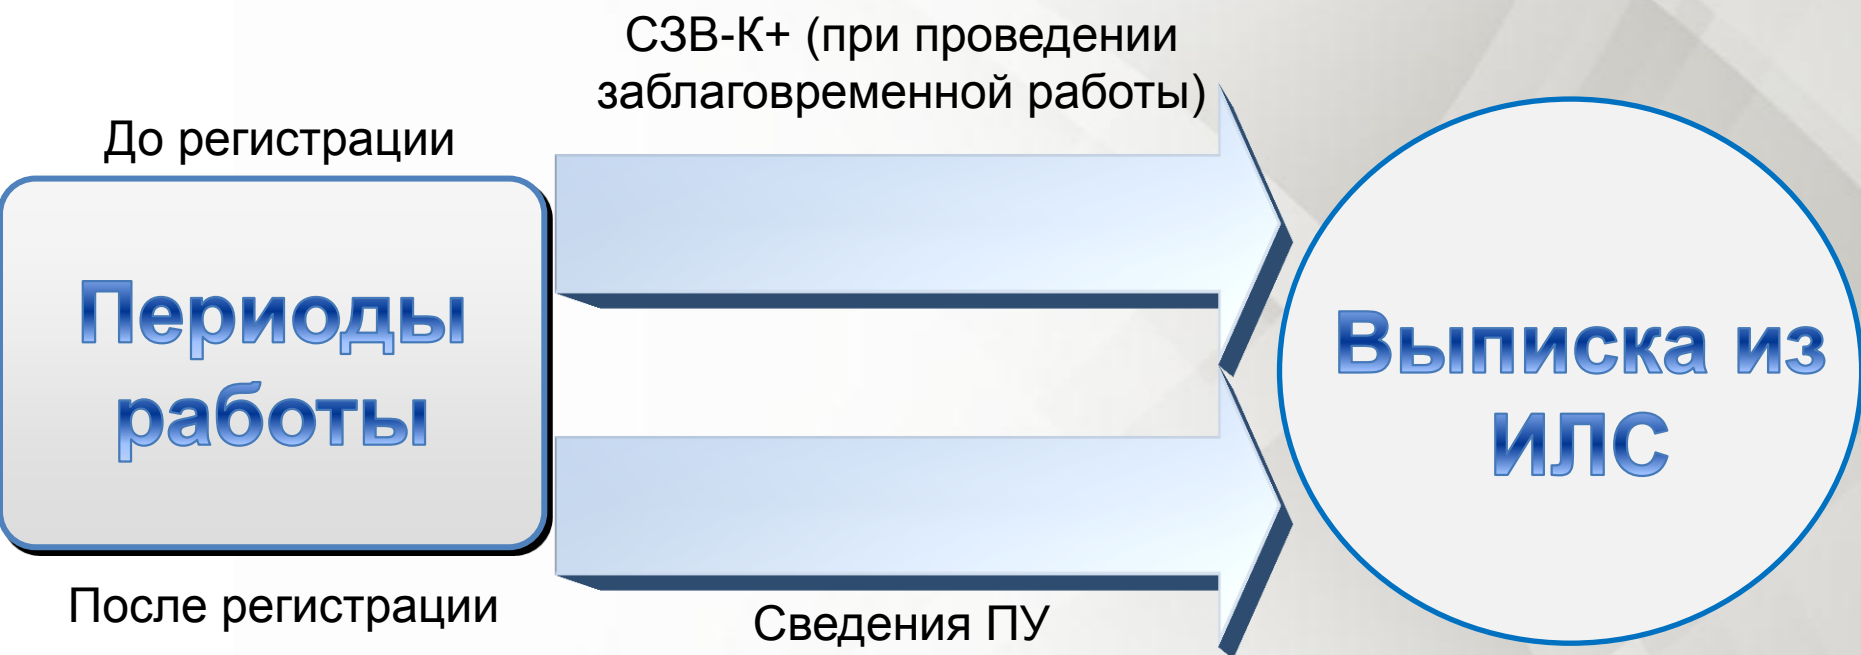 СЗВ-К+ (при проведении
заблаговременной работы)
До регистрации
Периоды
работы
Выписка из
ИЛС
После регистрации
Сведения ПУ